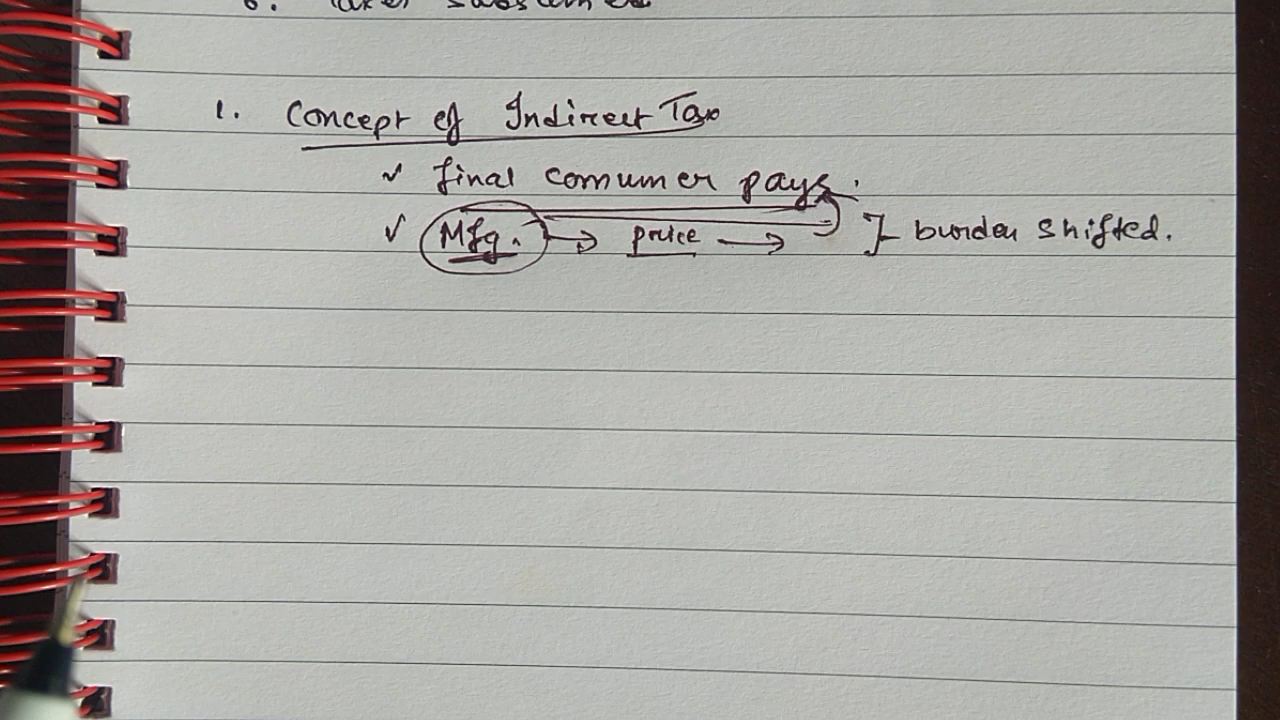 1. Concept of Indirect Tax
✓ final consumer pays.
✓ Mfg. → price → } burden shifted.